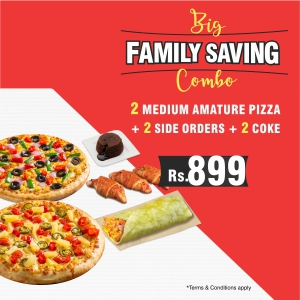 Big
FAMILY SAVING
Combo
2 MEDIUM AMATURE PIZZA
+ 2 SIDE ORDERS + 2 COKE
Rs.899
*Terms & Conditions apply